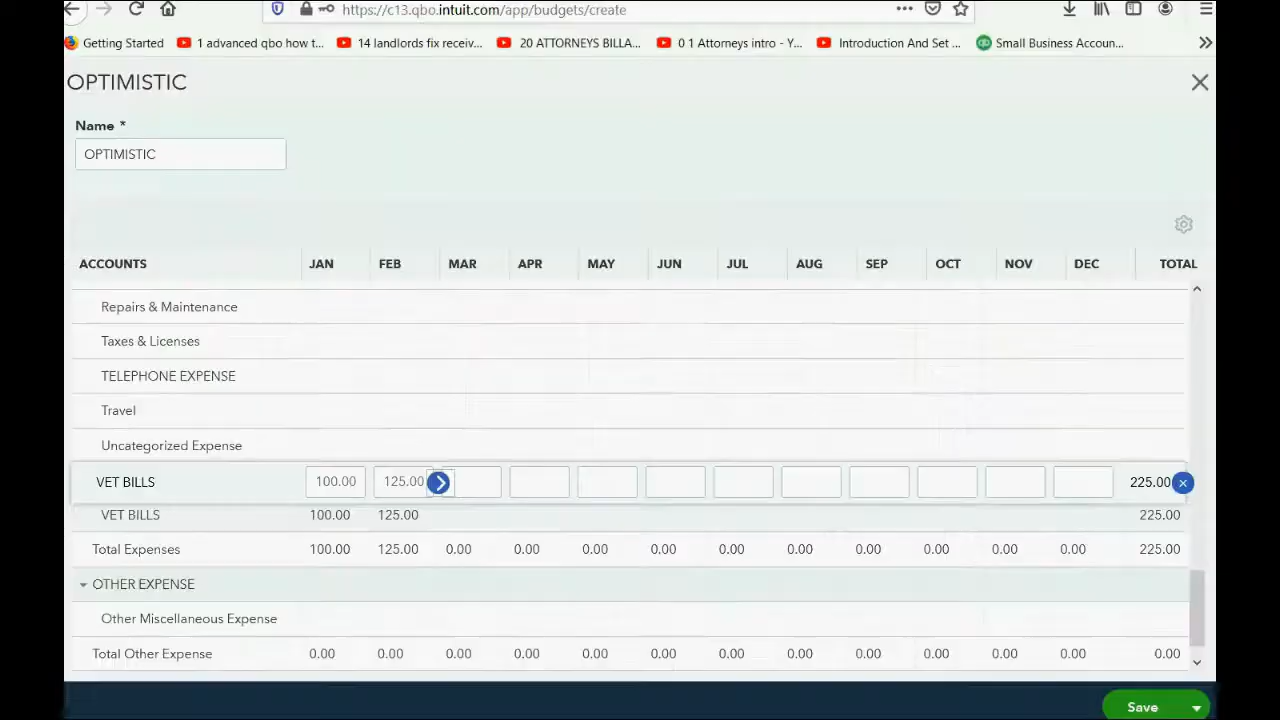 https://c13.qbo.intuit.com/app/budgets/create
Getting Started 1 advanced qbo how t... 14 landlords fix receiv... 20 ATTORNEYS BILLA... 0 1 Attorneys intro - Y... Introduction And Set ... Small Business Accoun...
OPTIMISTIC
Name *
OPTIMISTIC
ACCOUNTS JAN FEB MAR APR MAY JUN JUL AUG SEP OCT NOV DEC TOTAL
Repairs & Maintenance
Taxes & Licenses
TELEPHONE EXPENSE
Travel
Uncategorized Expense
VET BILLS 100.00 125.00 225.00
VET BILLS 100.00 125.00 225.00
Total Expenses 100.00 125.00 0.00 0.00 0.00 0.00 0.00 0.00 0.00 0.00 0.00 0.00 225.00
OTHER EXPENSE
Other Miscellaneous Expense
Total Other Expense 0.00 0.00 0.00 0.00 0.00 0.00 0.00 0.00 0.00 0.00 0.00 0.00 0.00
Save